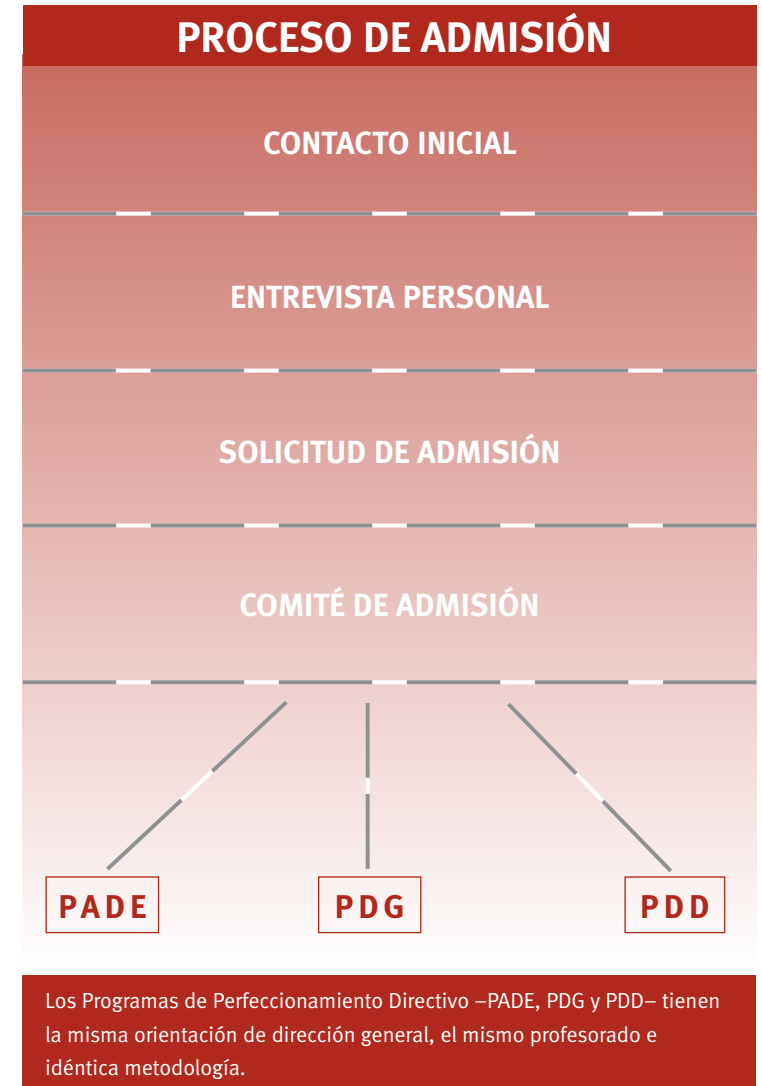 PROCESO DE ADMISIÓN
CONTACTO INICIAL
ENTREVISTA PERSONAL
SOLICITUD DE ADMISIÓN
COMITÉ DE ADMISIÓN
PADE
PDG
PDD
Los Programas de Perfeccionamiento Directivo –PADE, PDG y PDD– tienen
la misma orientación de dirección general, el mismo profesorado e
idéntica metodología.